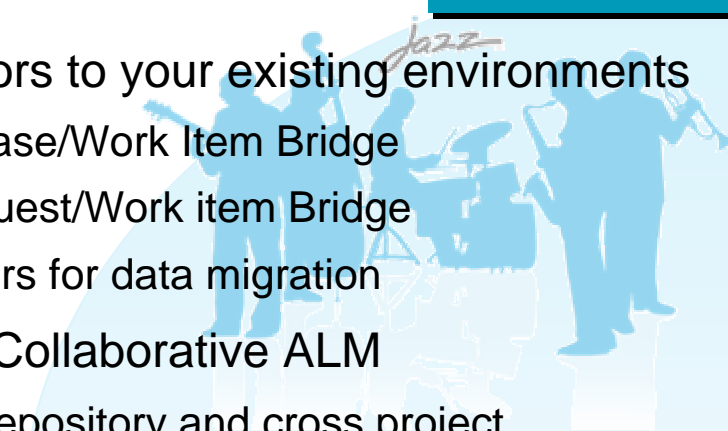 jazz
ors to your existing environments
ase/Work Item Bridge
uest/Work item Bridge
rs for data migration
Collaborative ALM
epository and cross project